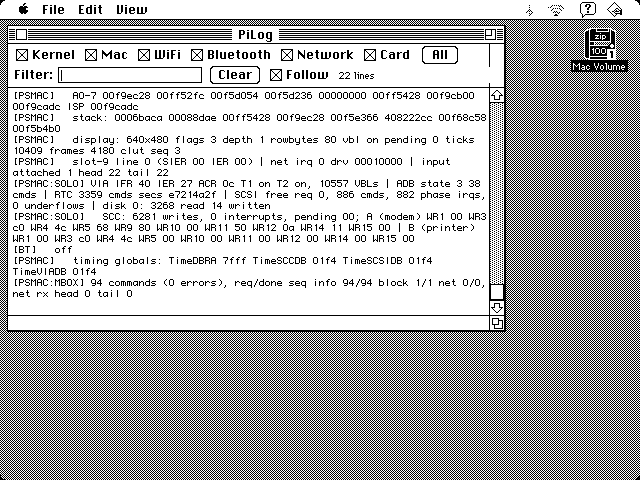 File Edit View
PiLog
zip
100
Mac Volume
Kernel Mac WiFi Bluetooth Network Card All
Filter: Clear Follow 22 lines
[PSMAC] A0-7 00f9ec28 00ff52fc 00f5d054 00f5d236 00000000 00ff5428 00f9cb00
00f9cadc ISP 00f9cadc
[PSMAC] stack: 0006baca 00088dae 00ff5428 00f9ec28 00f5e366 408222cc 00f68c58
00f5b4b0
[PSMAC] display: 640x480 flags 3 depth 1 rowbytes 80 vbl on pending 0 ticks
10409 frames 4380 clut seq 3
[PSMAC] slot-9 line 0 (SIER 00 IER 00) | net irq 0 drv 00010000 | input
attached 1 head 22 tail 22
[PSMAC:SOLO] VIA IFR 40 IER 27 ACR 0c T1 on T2 on, 10557 VBLs | ADB state 3 38
cmds | RTC 3359 cmds secs e7214a2f | SCSI free req 0, 886 cmds, 882 phase irqs,
0 underflows | disk 0: 3268 read 14 written
[PSMAC:SOLO] SCC: 6281 writes, 0 interrupts, pending 00; A (modem) WR1 00 WR3
c0 WR4 4c WR5 68 WR9 80 WR10 00 WR11 50 WR12 0a WR14 11 WR15 00 | B (printer)
WR1 00 WR3 c0 WR4 4c WR5 00 WR10 00 WR11 00 WR12 00 WR14 00 WR15 00
[BT] off
[PSMAC] timing globals: TimeDBRA 7fff TimeSCCDB 01f4 TimeSCSIDB 01f4
TimeVIADB 01f4
[PSMAC:MBOX] 94 commands (0 errors), req/done seq info 94/94 block 1/1 net 0/0,
net rx head 0 tail 0